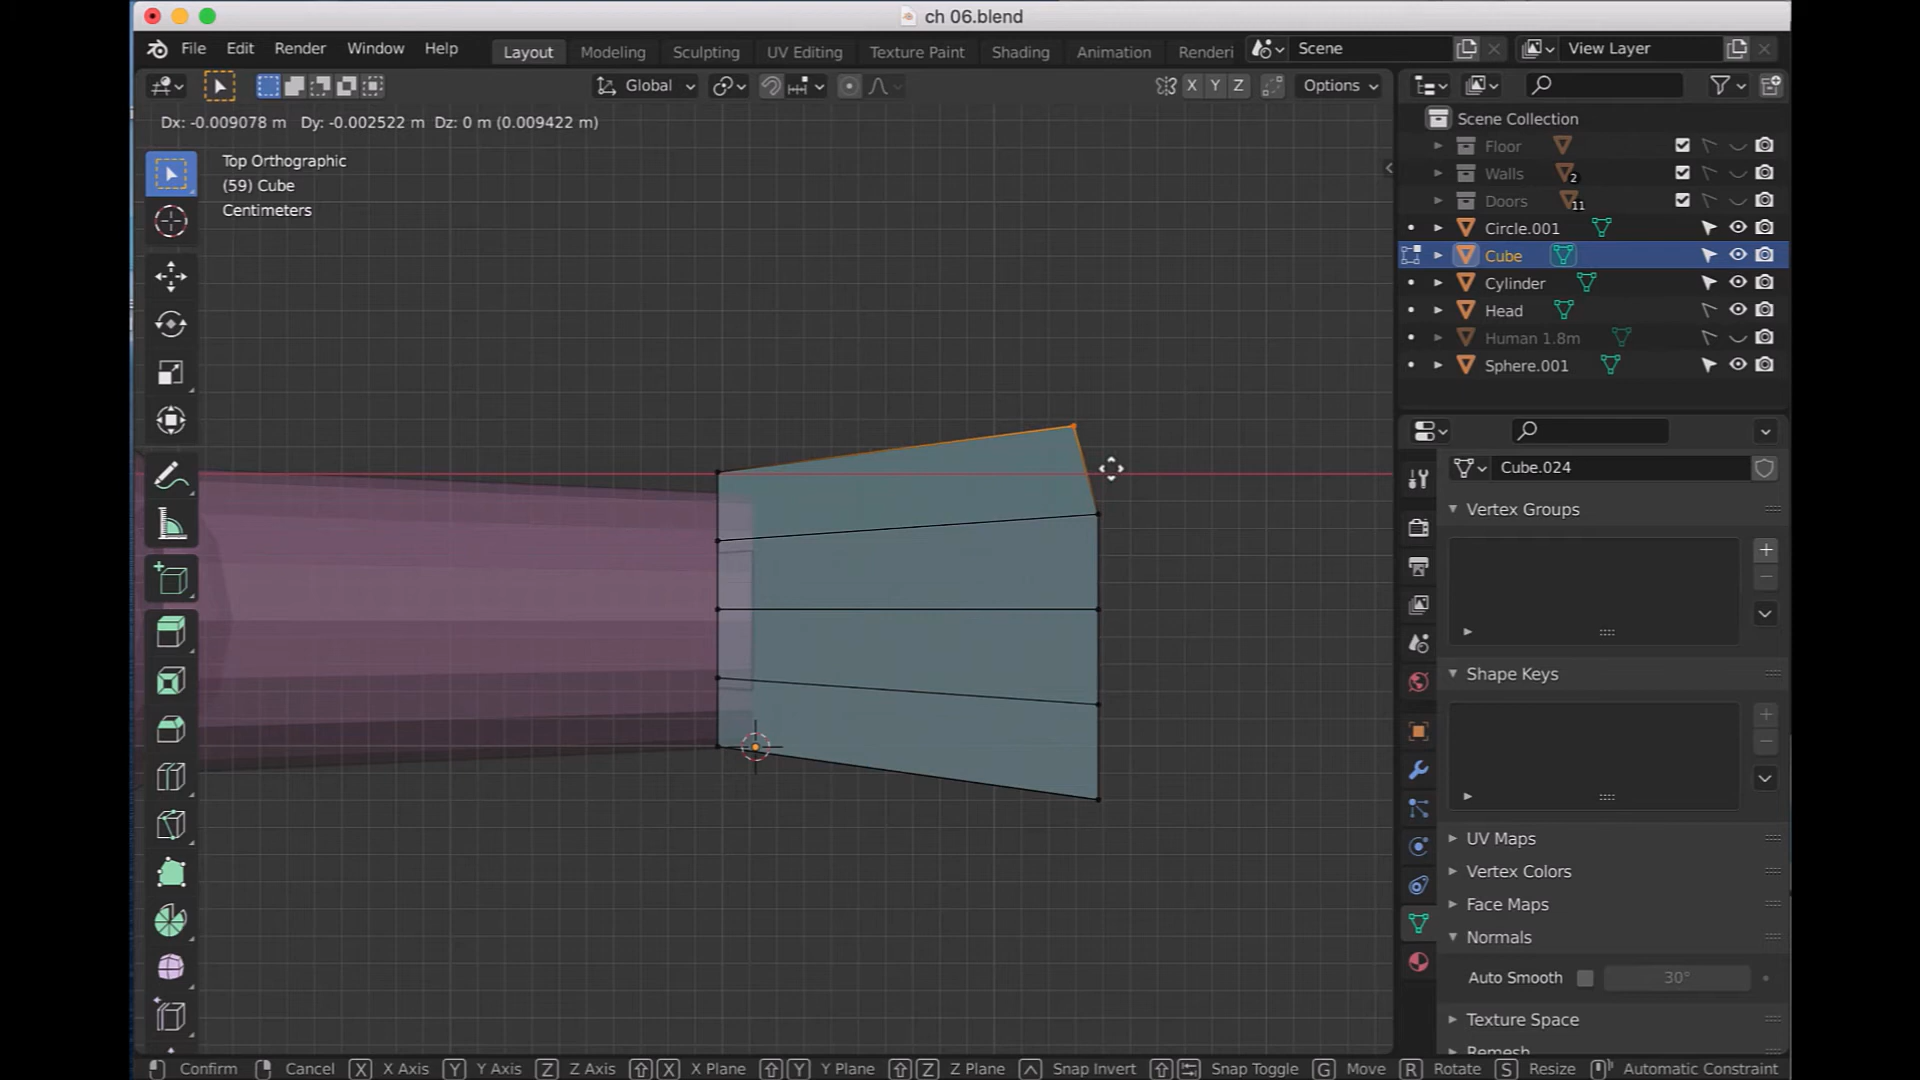 ch 06.blend
File Edit Render Window Help Layout Modeling Sculpting UV Editing Texture Paint Shading Animation Renderi Scene View Layer
Global X Y Z Options
Dx: -0.009078 m Dy: -0.002522 m Dz: 0 m (0.009422 m)
Top Orthographic
(59) Cube
Centimeters
Scene Collection
Floor
Walls 2
Doors 11
Circle.001
Cube
Cylinder
Head
Human 1.8m
Sphere.001
Cube.024
Vertex Groups
Shape Keys
UV Maps
Vertex Colors
Face Maps
Normals
Auto Smooth 30°
Texture Space
Remesh
Confirm Cancel X X Axis Y Y Axis Z Z Axis X X Plane Y Y Plane Z Z Plane Snap Invert Snap Toggle G Move R Rotate S Resize Automatic Constraint